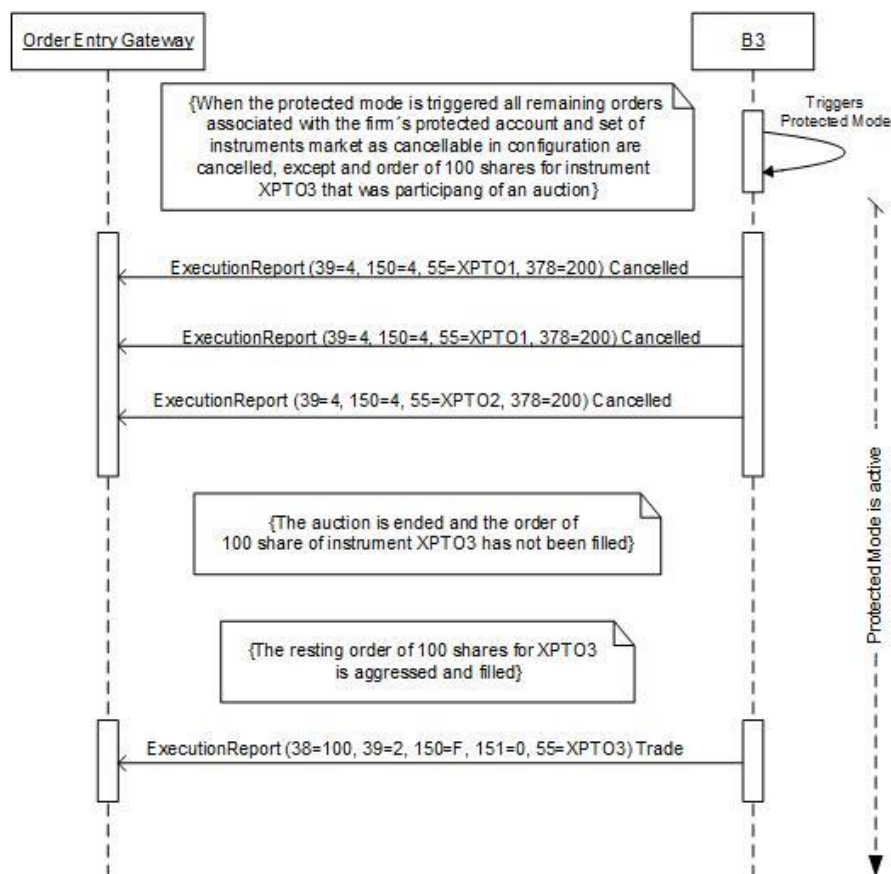 Order Entry Gateway
B3
{When the protected mode is triggered all remaining orders
associated with the firm´s protected account and set of
instruments market as cancellable in configuration are
cancelled, except and order of 100 shares for instrument
XPTO3 that was participang of an auction}
Triggers
Protected Mode
ExecutionReport (39=4, 150=4, 55=XPTO1, 378=200) Cancelled
ExecutionReport (39=4, 150=4, 55=XPTO1, 378=200) Cancelled
ExecutionReport (39=4, 150=4, 55=XPTO2, 378=200) Cancelled
{The auction is ended and the order of
100 share of instrument XPTO3 has not been filled}
Protected Mode is active
{The resting order of 100 shares for XPTO3
is aggressed and filled}
ExecutionReport (38=100, 39=2, 150=F, 151=0, 55=XPTO3) Trade